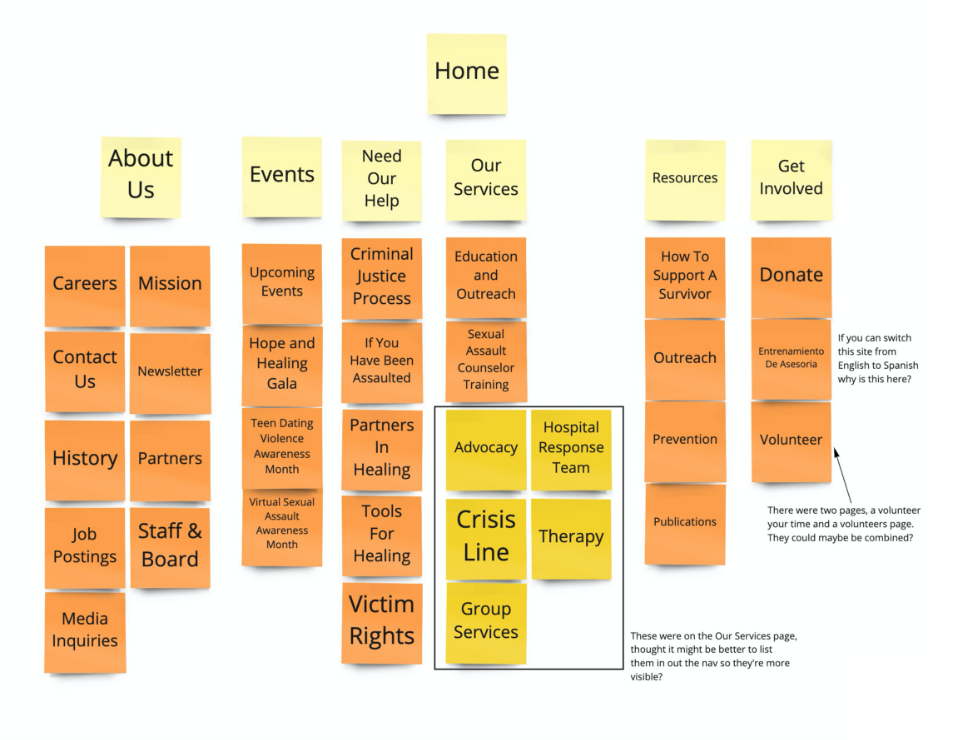 Home
About
Us
Events
Need
Our
Help
Our
Services
Resources
Get
Involved
Careers
Mission
Contact
Us
Newsletter
History
Partners
Job
Postings
Staff &
Board
Media
Inquiries
Upcoming
Events
Hope and
Healing
Gala
Teen Dating
Violence
Awareness
Month
Virtual Sexual
Assault
Awareness
Month
Criminal
Justice
Process
If You
Have Been
Assaulted
Partners
In
Healing
Tools
For
Healing
Victim
Rights
Education
and
Outreach
Sexual
Assault
Counselor
Training
Advocacy
Hospital
Response
Team
Crisis
Line
Therapy
Group
Services
These were on the Our Services page,
thought it might be better to list
them in out the nav so they're more
visible?
How To
Support A
Survivor
Outreach
Prevention
Publications
Donate
Entrenamiento
De Asesoria
If you can switch
this site from
English to Spanish
why is this here?
Volunteer
There were two pages, a volunteer
your time and a volunteers page.
They could maybe be combined?